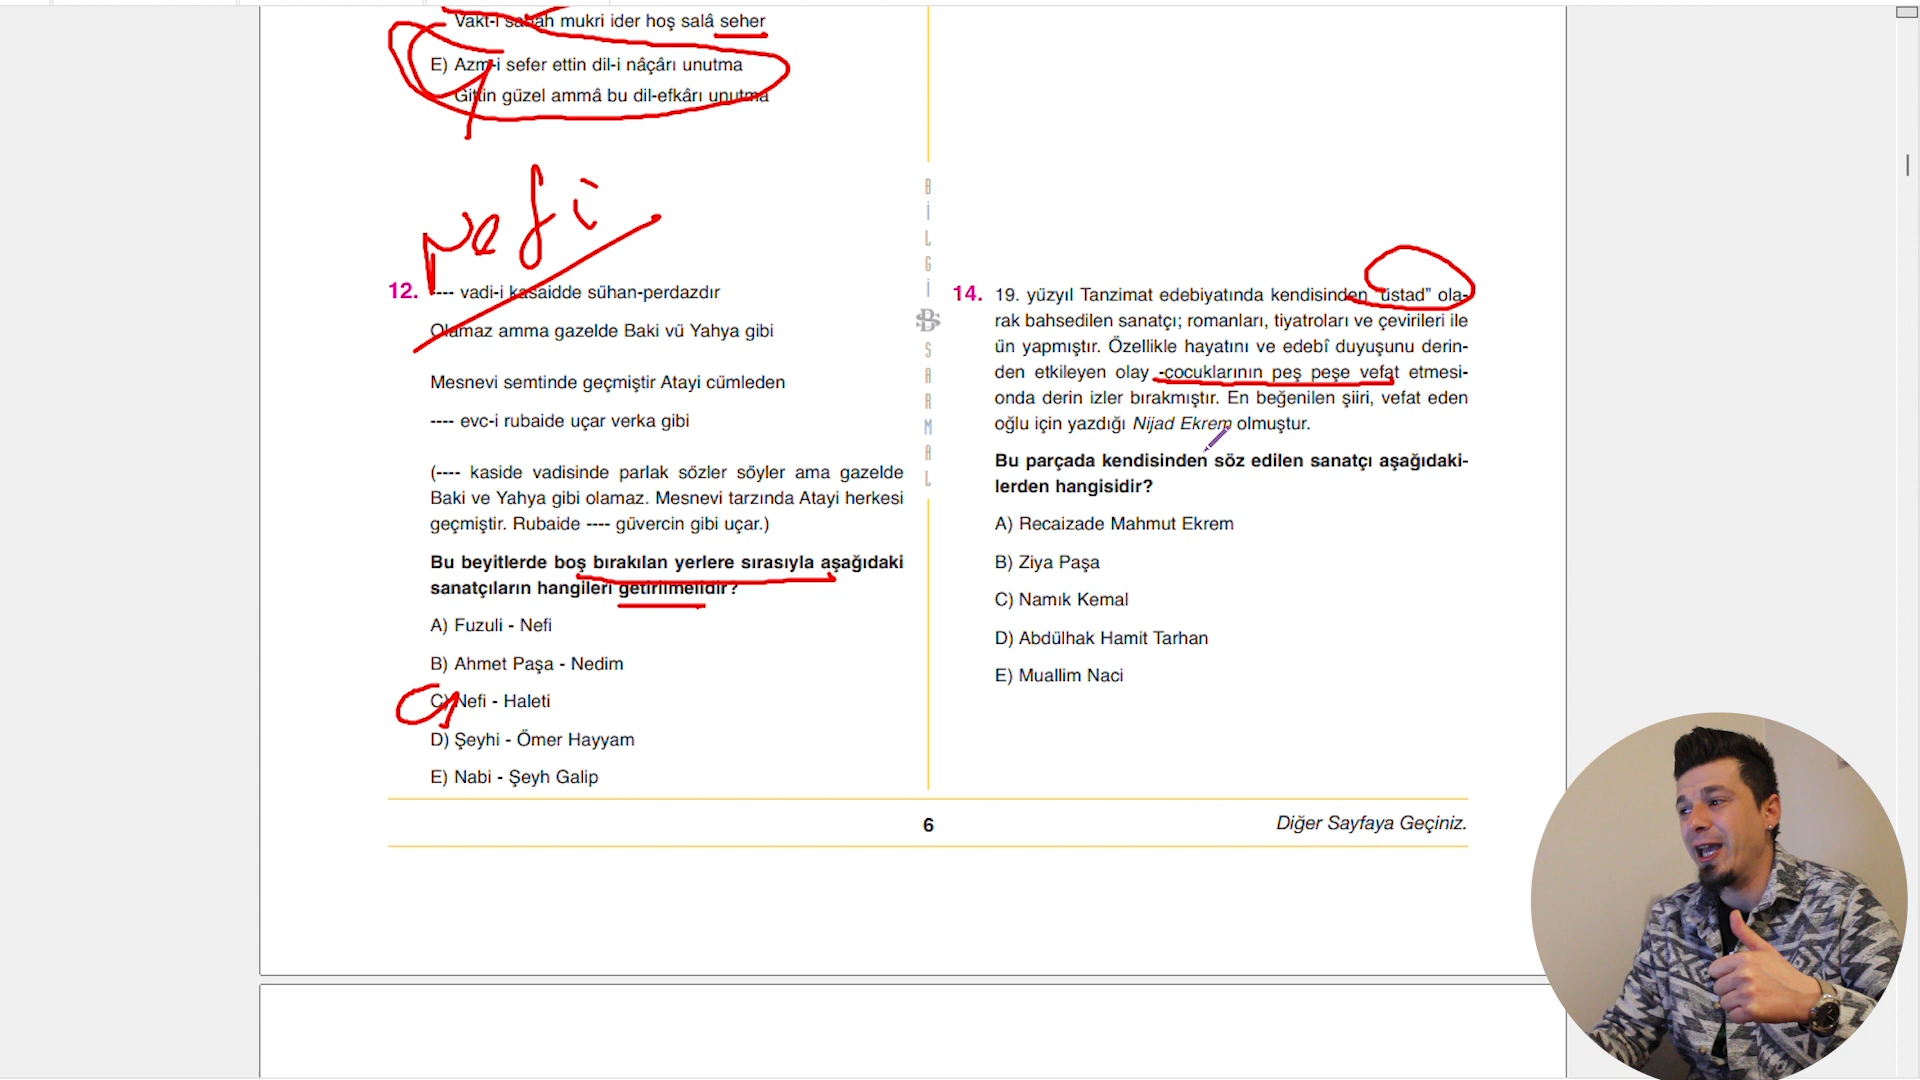 Vakt-i sabah mukri ider hoş salâ seher
E) Azm-i sefer ettin dil-i nâçârı unutma
Gittin güzel ammâ bu dil-efkârı unutma
Nefi
12. ---- vadi-i kasaidde sühan-perdazdır
Olamaz amma gazelde Baki vü Yahya gibi
Mesnevi semtinde geçmiştir Atayi cümleden
---- evc-i rubaide uçar verka gibi
(---- kaside vadisinde parlak sözler söyler ama gazelde
Baki ve Yahya gibi olamaz. Mesnevi tarzında Atayi herkesi
geçmiştir. Rubaide ---- güvercin gibi uçar.)
Bu beyitlerde boş bırakılan yerlere sırasıyla aşağıdaki
sanatçıların hangileri getirilmelidir?
A) Fuzuli - Nefi
B) Ahmet Paşa - Nedim
C) Nefi - Haleti
D) Şeyhi - Ömer Hayyam
E) Nabi - Şeyh Galip
BİLGİ
SARMAL
14. 19. yüzyıl Tanzimat edebiyatında kendisinden "üstad" ola-
rak bahsedilen sanatçı; romanları, tiyatroları ve çevirileri ile
ün yapmıştır. Özellikle hayatını ve edebî duyuşunu derin-
den etkileyen olay -çocuklarının peş peşe vefat etmesi-
onda derin izler bırakmıştır. En beğenilen şiiri, vefat eden
oğlu için yazdığı Nijad Ekrem olmuştur.
Bu parçada kendisinden söz edilen sanatçı aşağıdaki-
lerden hangisidir?
A) Recaizade Mahmut Ekrem
B) Ziya Paşa
C) Namık Kemal
D) Abdülhak Hamit Tarhan
E) Muallim Naci
6
Diğer Sayfaya Geçiniz.